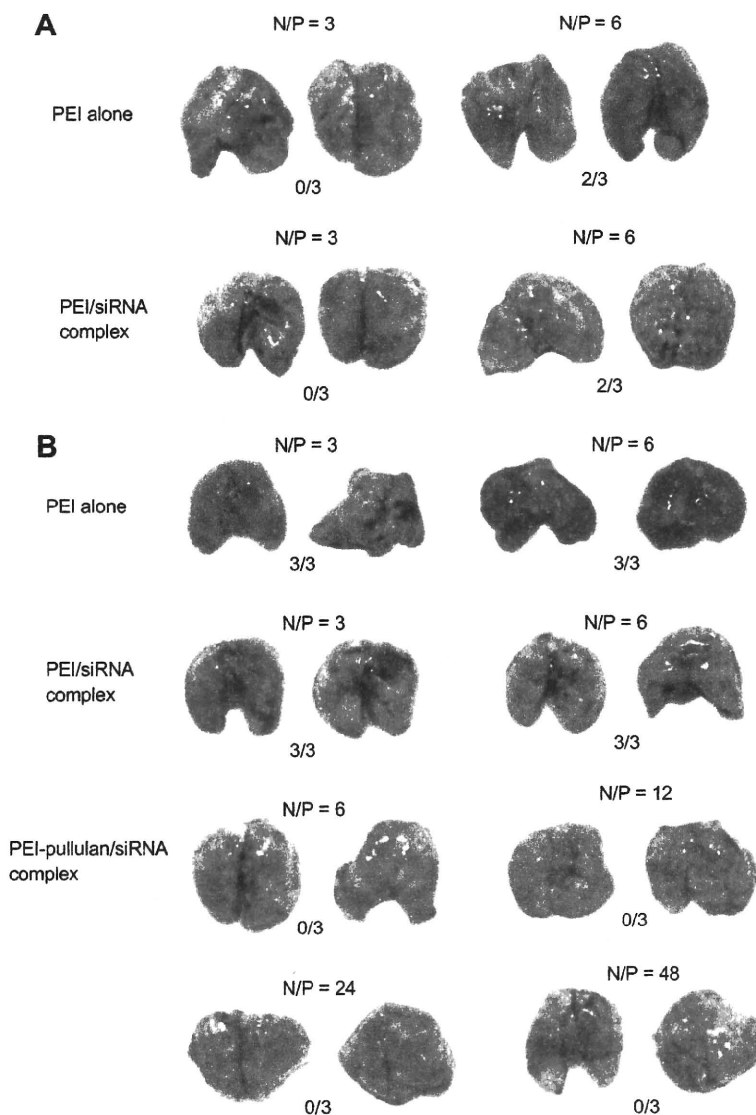 A
N/P = 3
N/P = 6
PEI alone
0/3
2/3
N/P = 3
N/P = 6
PEI/siRNA
complex
0/3
2/3
B
N/P = 3
N/P = 6
PEI alone
3/3
3/3
N/P = 3
N/P = 6
PEI/siRNA
complex
3/3
3/3
N/P = 6
N/P = 12
PEI-pullulan/siRNA
complex
0/3
0/3
N/P = 24
N/P = 48
0/3
0/3